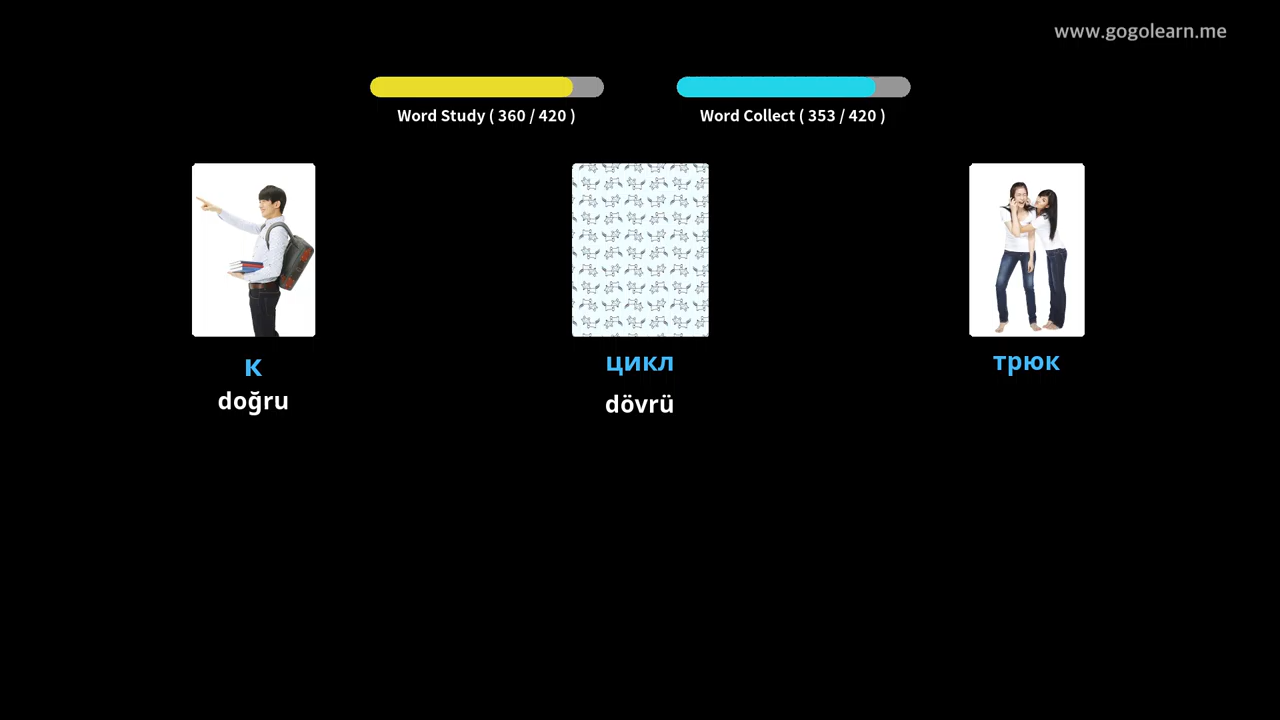 www.gogolearn.me
Word Study ( 360 / 420 )
Word Collect ( 353 / 420 )
к
doğru
цикл
dövrü
трюк